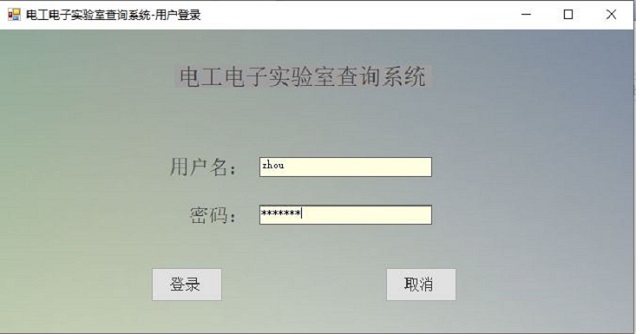 电工电子实验室查询系统-用户登录
电工电子实验室查询系统
用户名： zhou
密码： *******
登录 取消